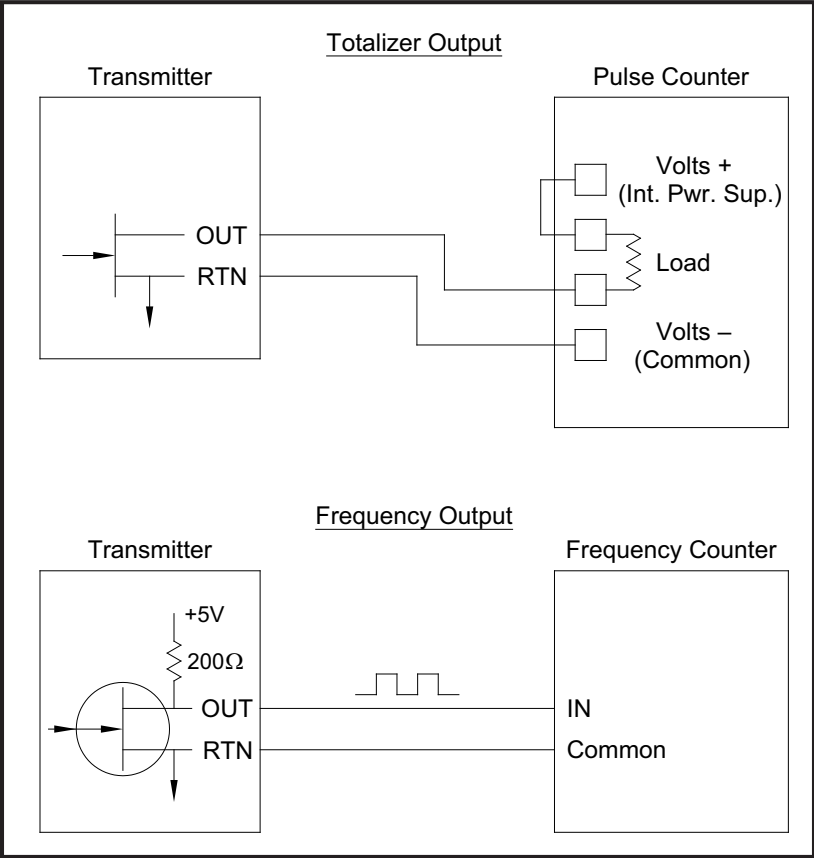 Totalizer Output
Transmitter
Pulse Counter
Volts +
(Int. Pwr. Sup.)
OUT
RTN
Load
Volts –
(Common)
Frequency Output
Transmitter
Frequency Counter
+5V
200Ω
OUT
RTN
IN
Common